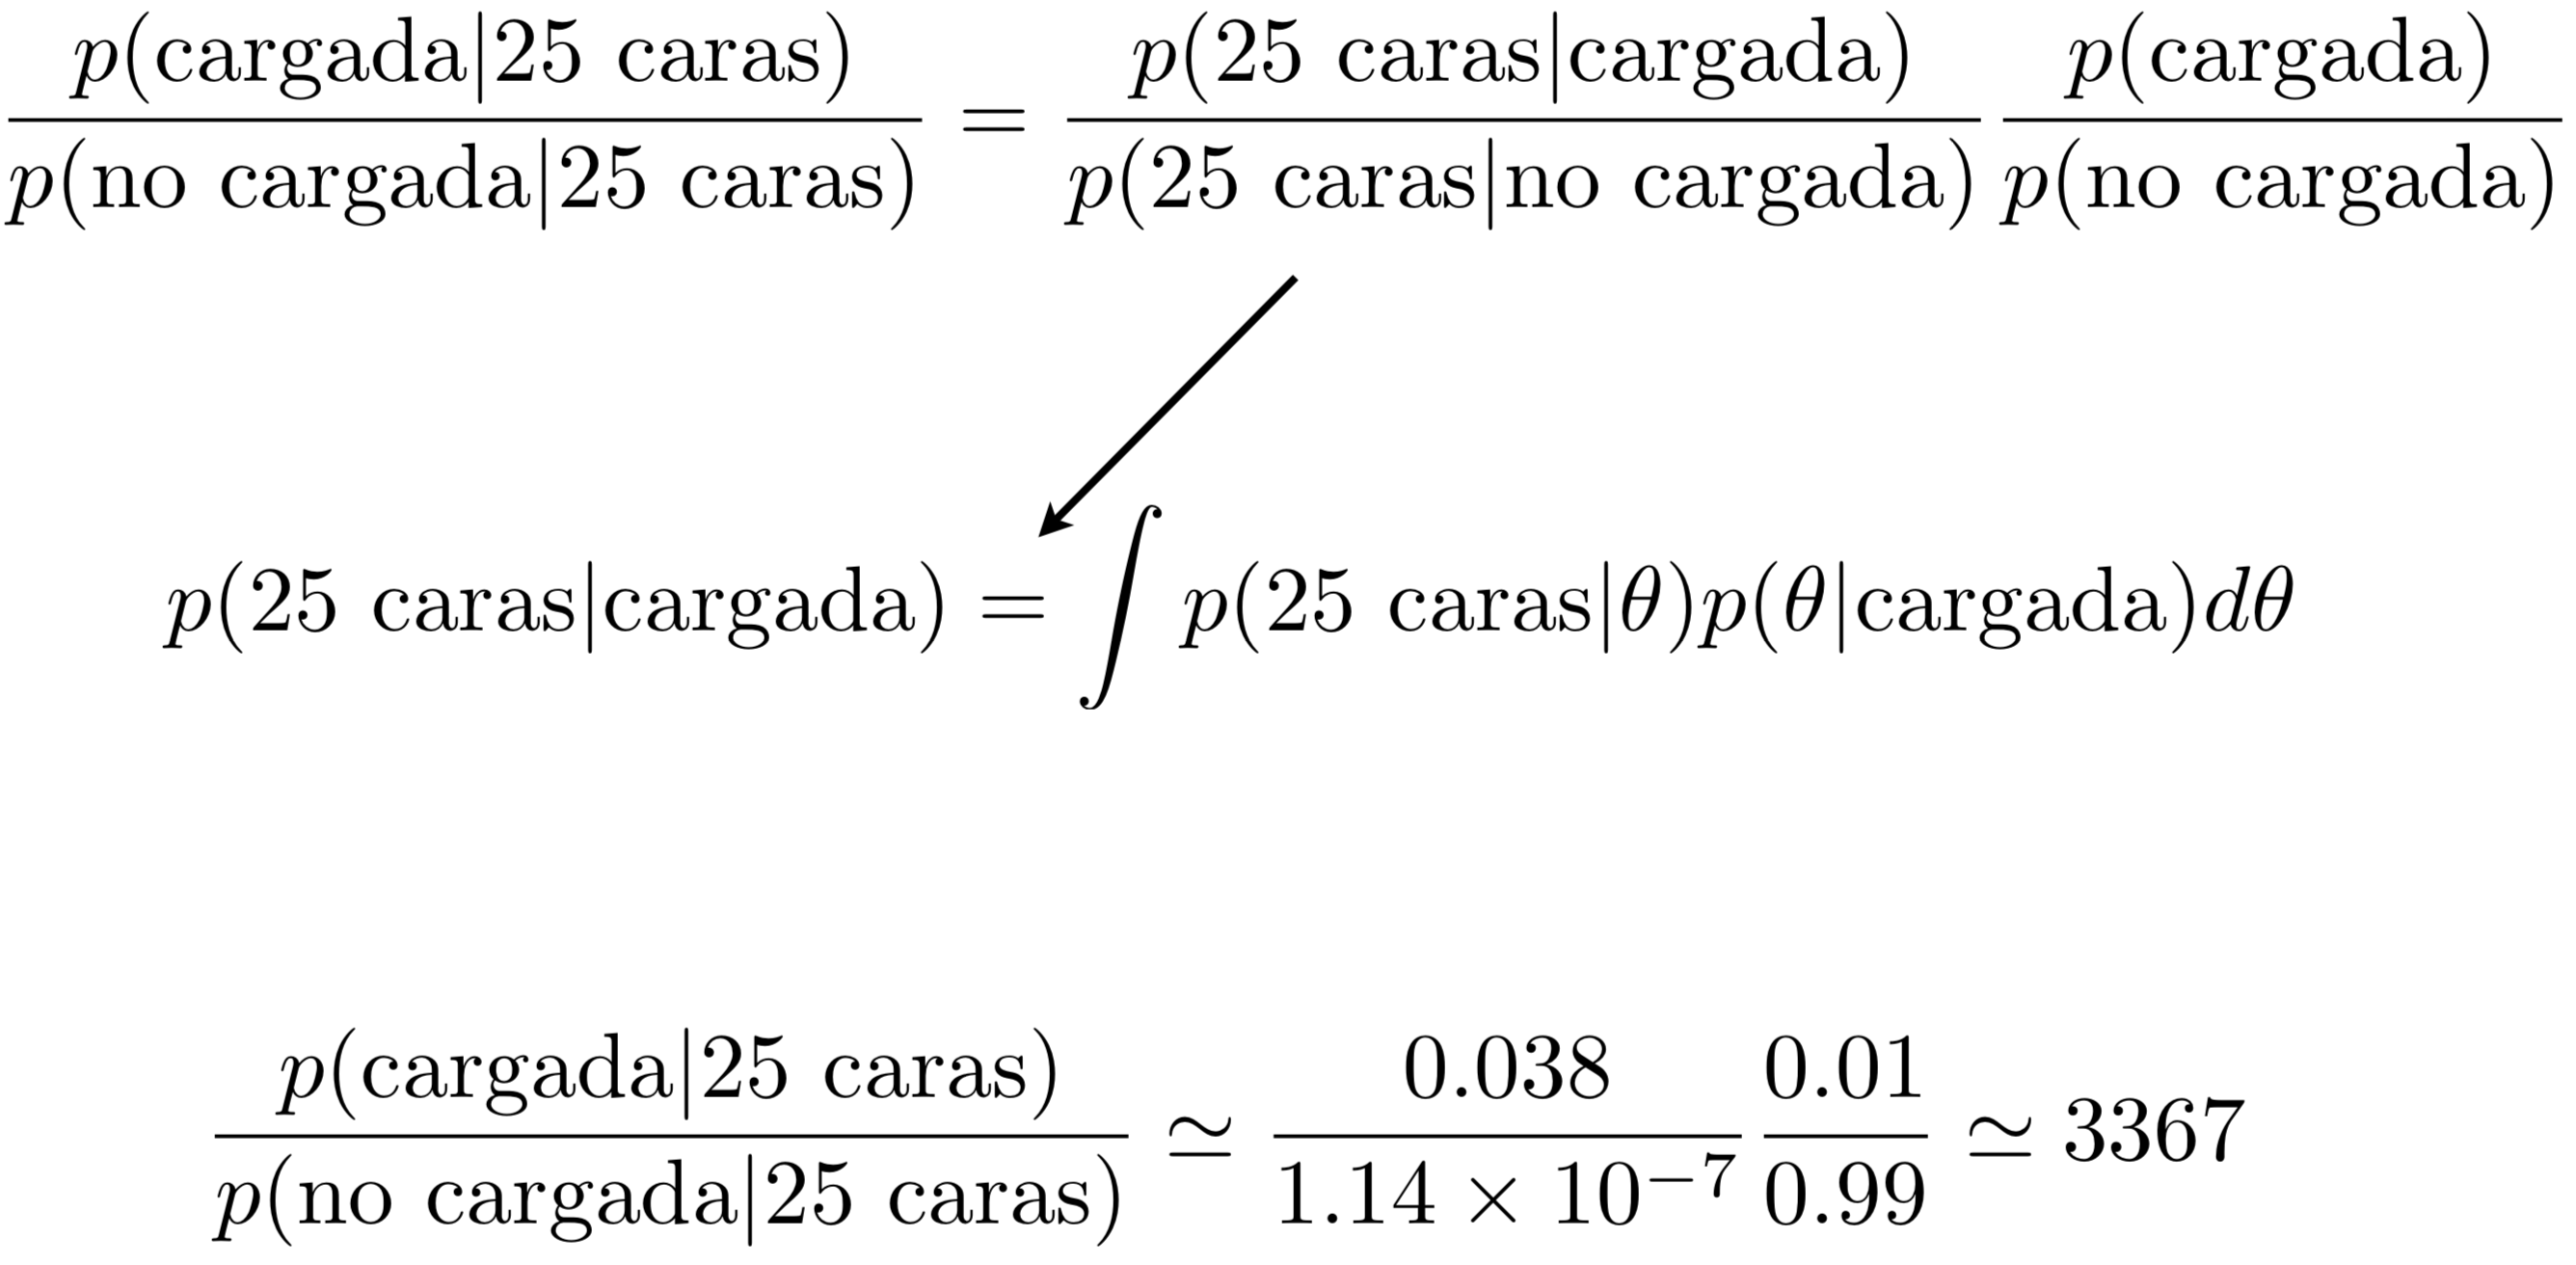 p(cargada|25 caras) / p(no cargada|25 caras) = p(25 caras|cargada) / p(25 caras|no cargada) p(cargada) / p(no cargada)
p(25 caras|cargada) = ∫ p(25 caras|θ)p(θ|cargada)dθ
p(cargada|25 caras) / p(no cargada|25 caras) ≃ 0.038 / 1.14 × 10⁻⁷ 0.01 / 0.99 ≃ 3367